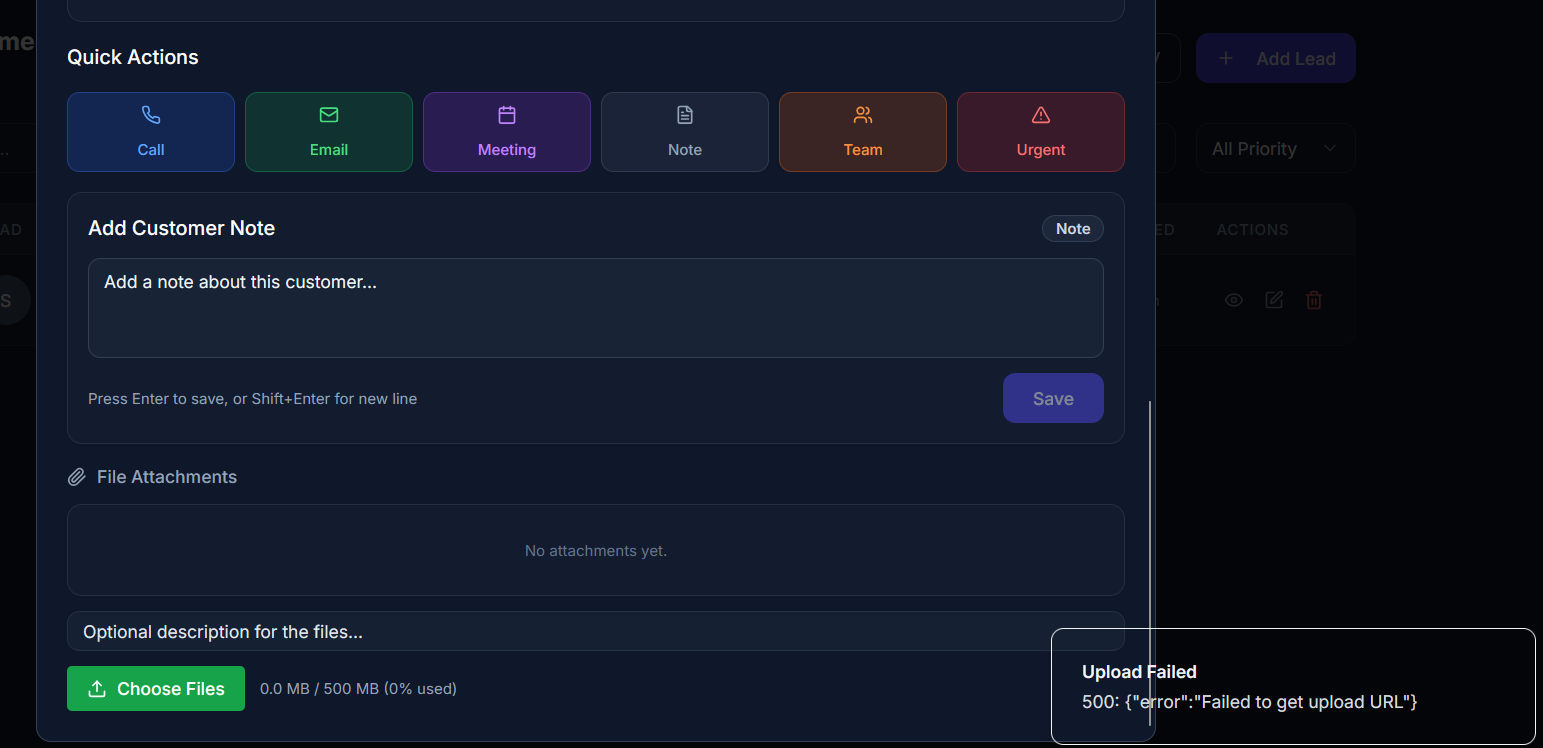 Quick Actions
Add Lead
Call
Email
Meeting
Note
Team
Urgent
All Priority
Add Customer Note
Note
ACTIONS
Add a note about this customer...
Press Enter to save, or Shift+Enter for new line
Save
File Attachments
No attachments yet.
Optional description for the files...
Choose Files
0.0 MB / 500 MB (0% used)
Upload Failed
500: {"error":"Failed to get upload URL"}